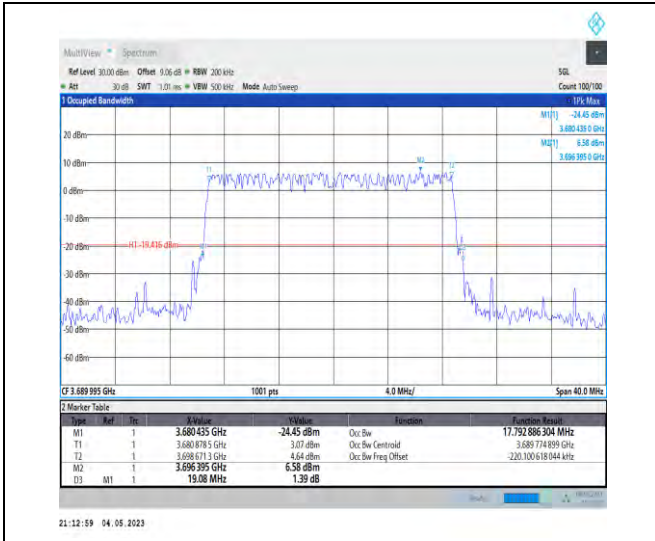 MultiView Spectrum
Ref Level 30.00 dBm Offset 9.06 dB RBW 200 kHz SGL
Att 30 dB SWT 1.01 ms VBW 500 kHz Mode Auto Sweep Count 100/100
1 Occupied Bandwidth 1Pk Max
M1[1] -24.45 dBm
3.680 435 0 GHz
M2[1] 6.58 dBm
3.696 395 0 GHz
20 dBm
10 dBm
0 dBm
-10 dBm
-20 dBm
-30 dBm
-40 dBm
-50 dBm
-60 dBm
T1
M2
T2
H1 -19.416 dBm
CF 3.689 995 GHz 1001 pts 4.0 MHz/ Span 40.0 MHz
2 Marker Table
Type Ref Trc X-Value Y-Value Function Function Result
M1 1 3.680 435 GHz -24.45 dBm Occ Bw 17.792 886 304 MHz
T1 1 3.680 878 5 GHz 3.07 dBm Occ Bw Centroid 3.689 774 899 GHz
T2 1 3.698 671 3 GHz 4.64 dBm Occ Bw Freq Offset -220.100 618 044 kHz
M2 1 3.696 395 GHz 6.58 dBm
D3 M1 1 19.08 MHz 1.39 dB
21:12:59 04.05.2023